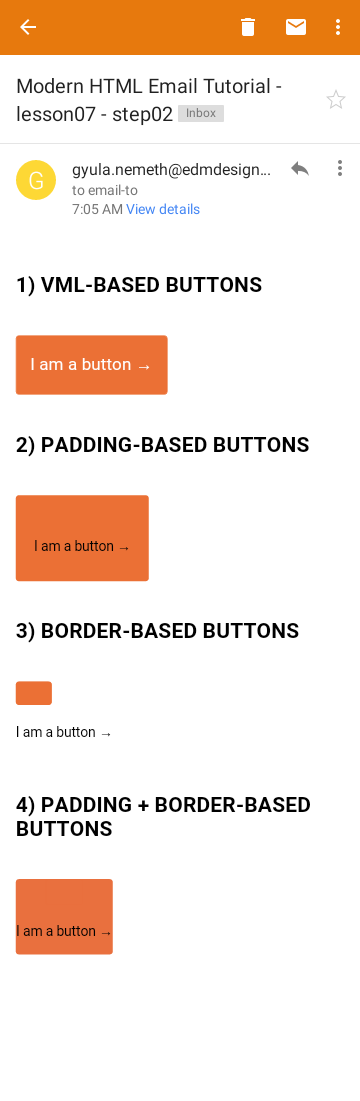 Modern HTML Email Tutorial -
lesson07 - step02 Inbox
G
gyula.nemeth@edmdesign...
to email-to
7:05 AM View details
1) VML-BASED BUTTONS
I am a button →
2) PADDING-BASED BUTTONS
I am a button →
3) BORDER-BASED BUTTONS
I am a button →
4) PADDING + BORDER-BASED
BUTTONS
I am a button →